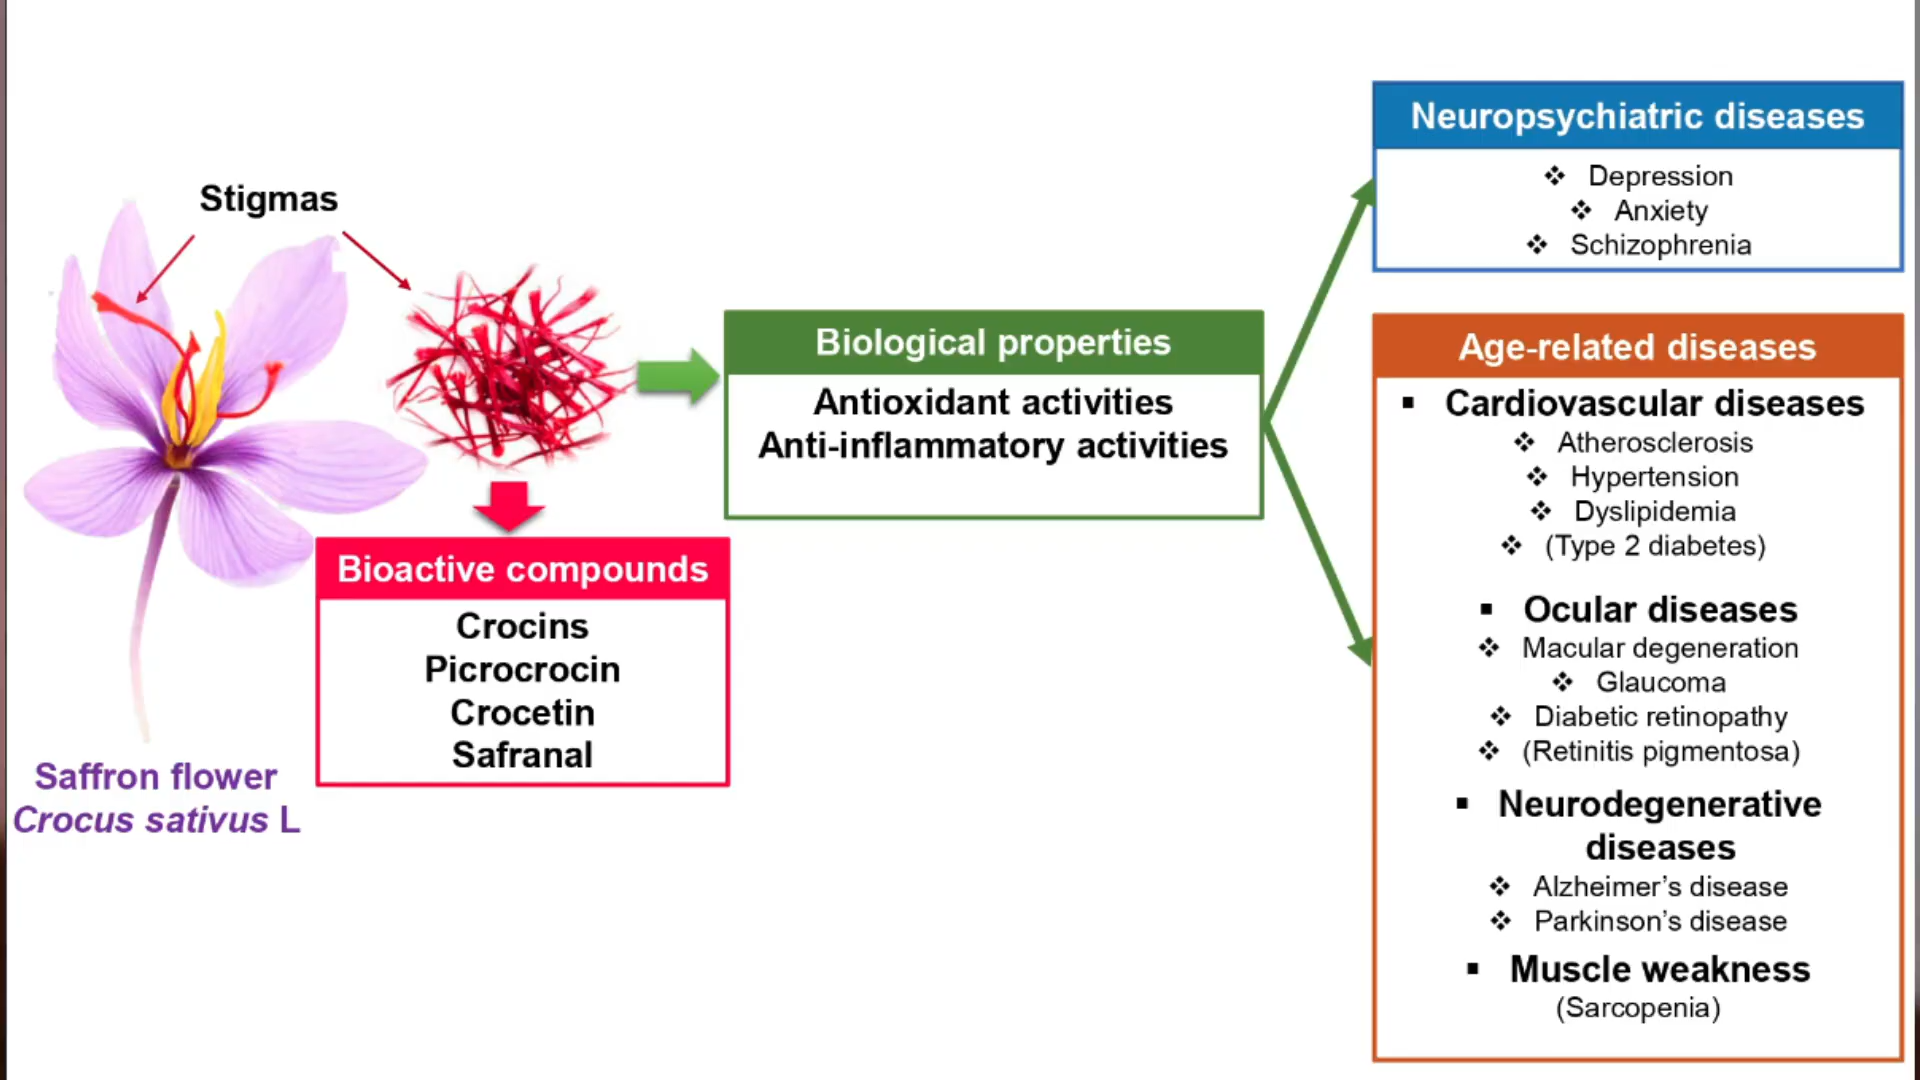 Stigmas
Saffron flower
Crocus sativus L
Bioactive compounds
Crocins
Picrocrocin
Crocetin
Safranal
Biological properties
Antioxidant activities
Anti-inflammatory activities
Neuropsychiatric diseases
❖ Depression
❖ Anxiety
❖ Schizophrenia
Age-related diseases
▪ Cardiovascular diseases
❖ Atherosclerosis
❖ Hypertension
❖ Dyslipidemia
❖ (Type 2 diabetes)
▪ Ocular diseases
❖ Macular degeneration
❖ Glaucoma
❖ Diabetic retinopathy
❖ (Retinitis pigmentosa)
▪ Neurodegenerative
diseases
❖ Alzheimer’s disease
❖ Parkinson’s disease
▪ Muscle weakness
(Sarcopenia)